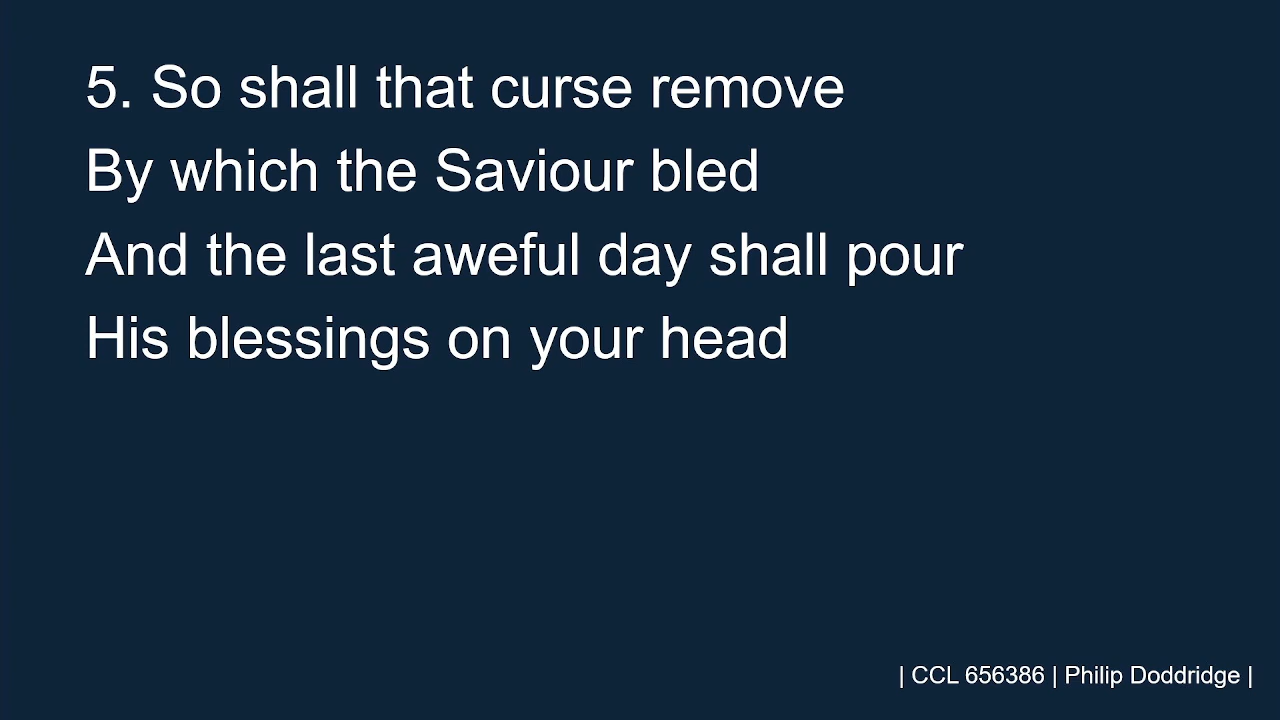 5. So shall that curse remove
By which the Saviour bled
And the last aweful day shall pour
His blessings on your head
| CCL 656386 | Philip Doddridge |